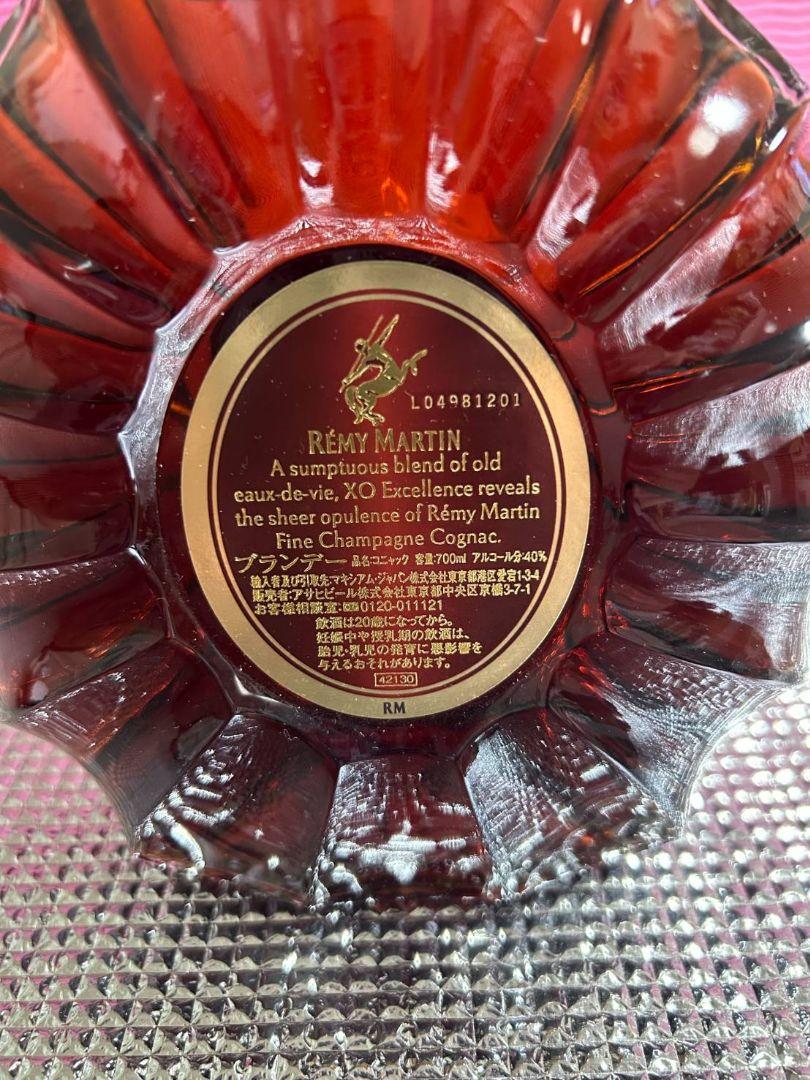 L04981201
RÉMY MARTIN
A sumptuous blend of old
eaux-de-vie, XO Excellence reveals
the sheer opulence of Rémy Martin
Fine Champagne Cognac.
ブランデー 品名:コニャック 容量:700ml アルコール分:40%
輸入者及び引取先:マキシアム・ジャパン株式会社東京都港区愛宕1-3-4
販売者:アサヒビール株式会社東京都中央区京橋3-7-1
お客様相談室:0120-011121
飲酒は20歳になってから。
妊娠中や授乳期の飲酒は、
胎児・乳児の発育に悪影響を
与えるおそれがあります。
42130
RM